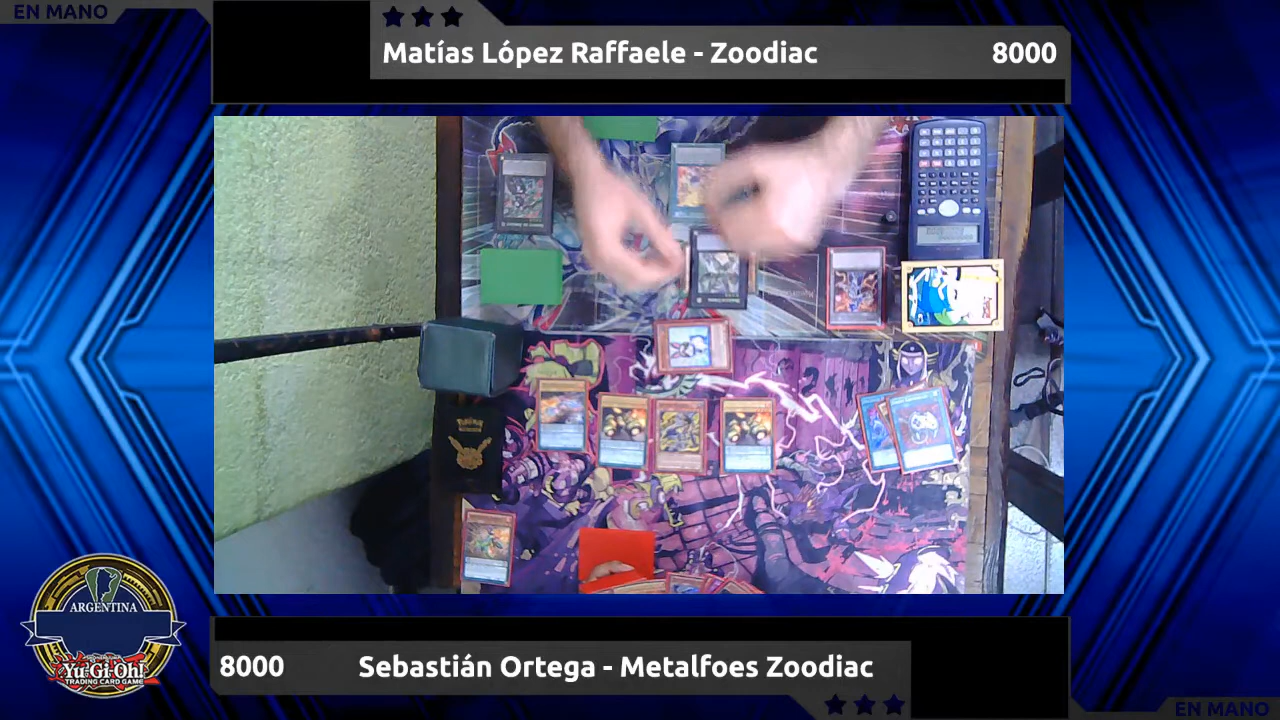 EN MANO
Matías López Raffaele - Zoodiac
8000
ARGENTINA
Yu-Gi-Oh!
TRADING CARD GAME
8000
Sebastián Ortega - Metalfoes Zoodiac
EN MANO